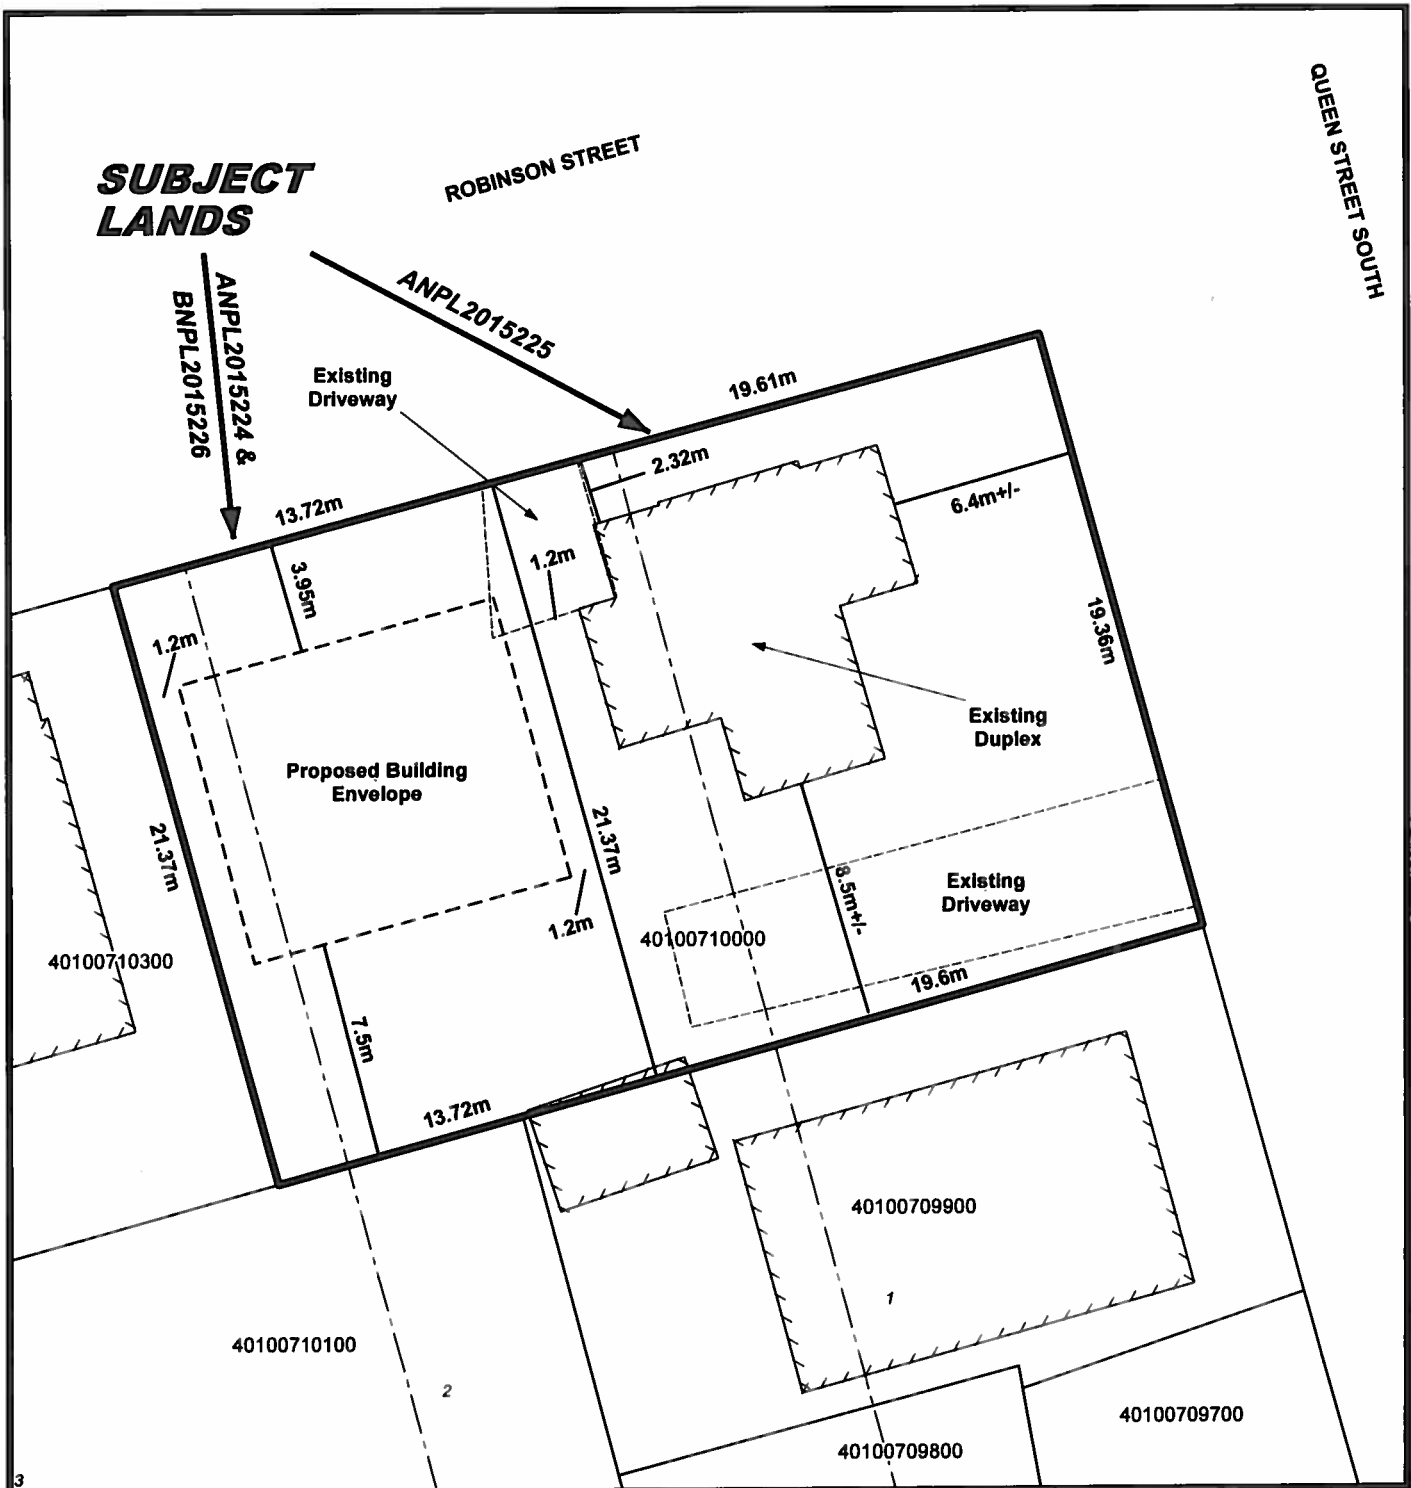 QUEEN STREET SOUTH
ROBINSON STREET
SUBJECT
LANDS
ANPL2015224 &
BNPL2015226
ANPL2015225
Existing
Driveway
19.61m
2.32m
6.4m+/-
13.72m
3.95m
1.2m
1.2m
19.36m
Existing
Duplex
Proposed Building
Envelope
21.37m
21.37m
8.5m+/-
Existing
Driveway
1.2m
40100710000
40100710300
19.6m
7.5m
13.72m
40100709900
1
40100710100
2
40100709700
40100709800
3